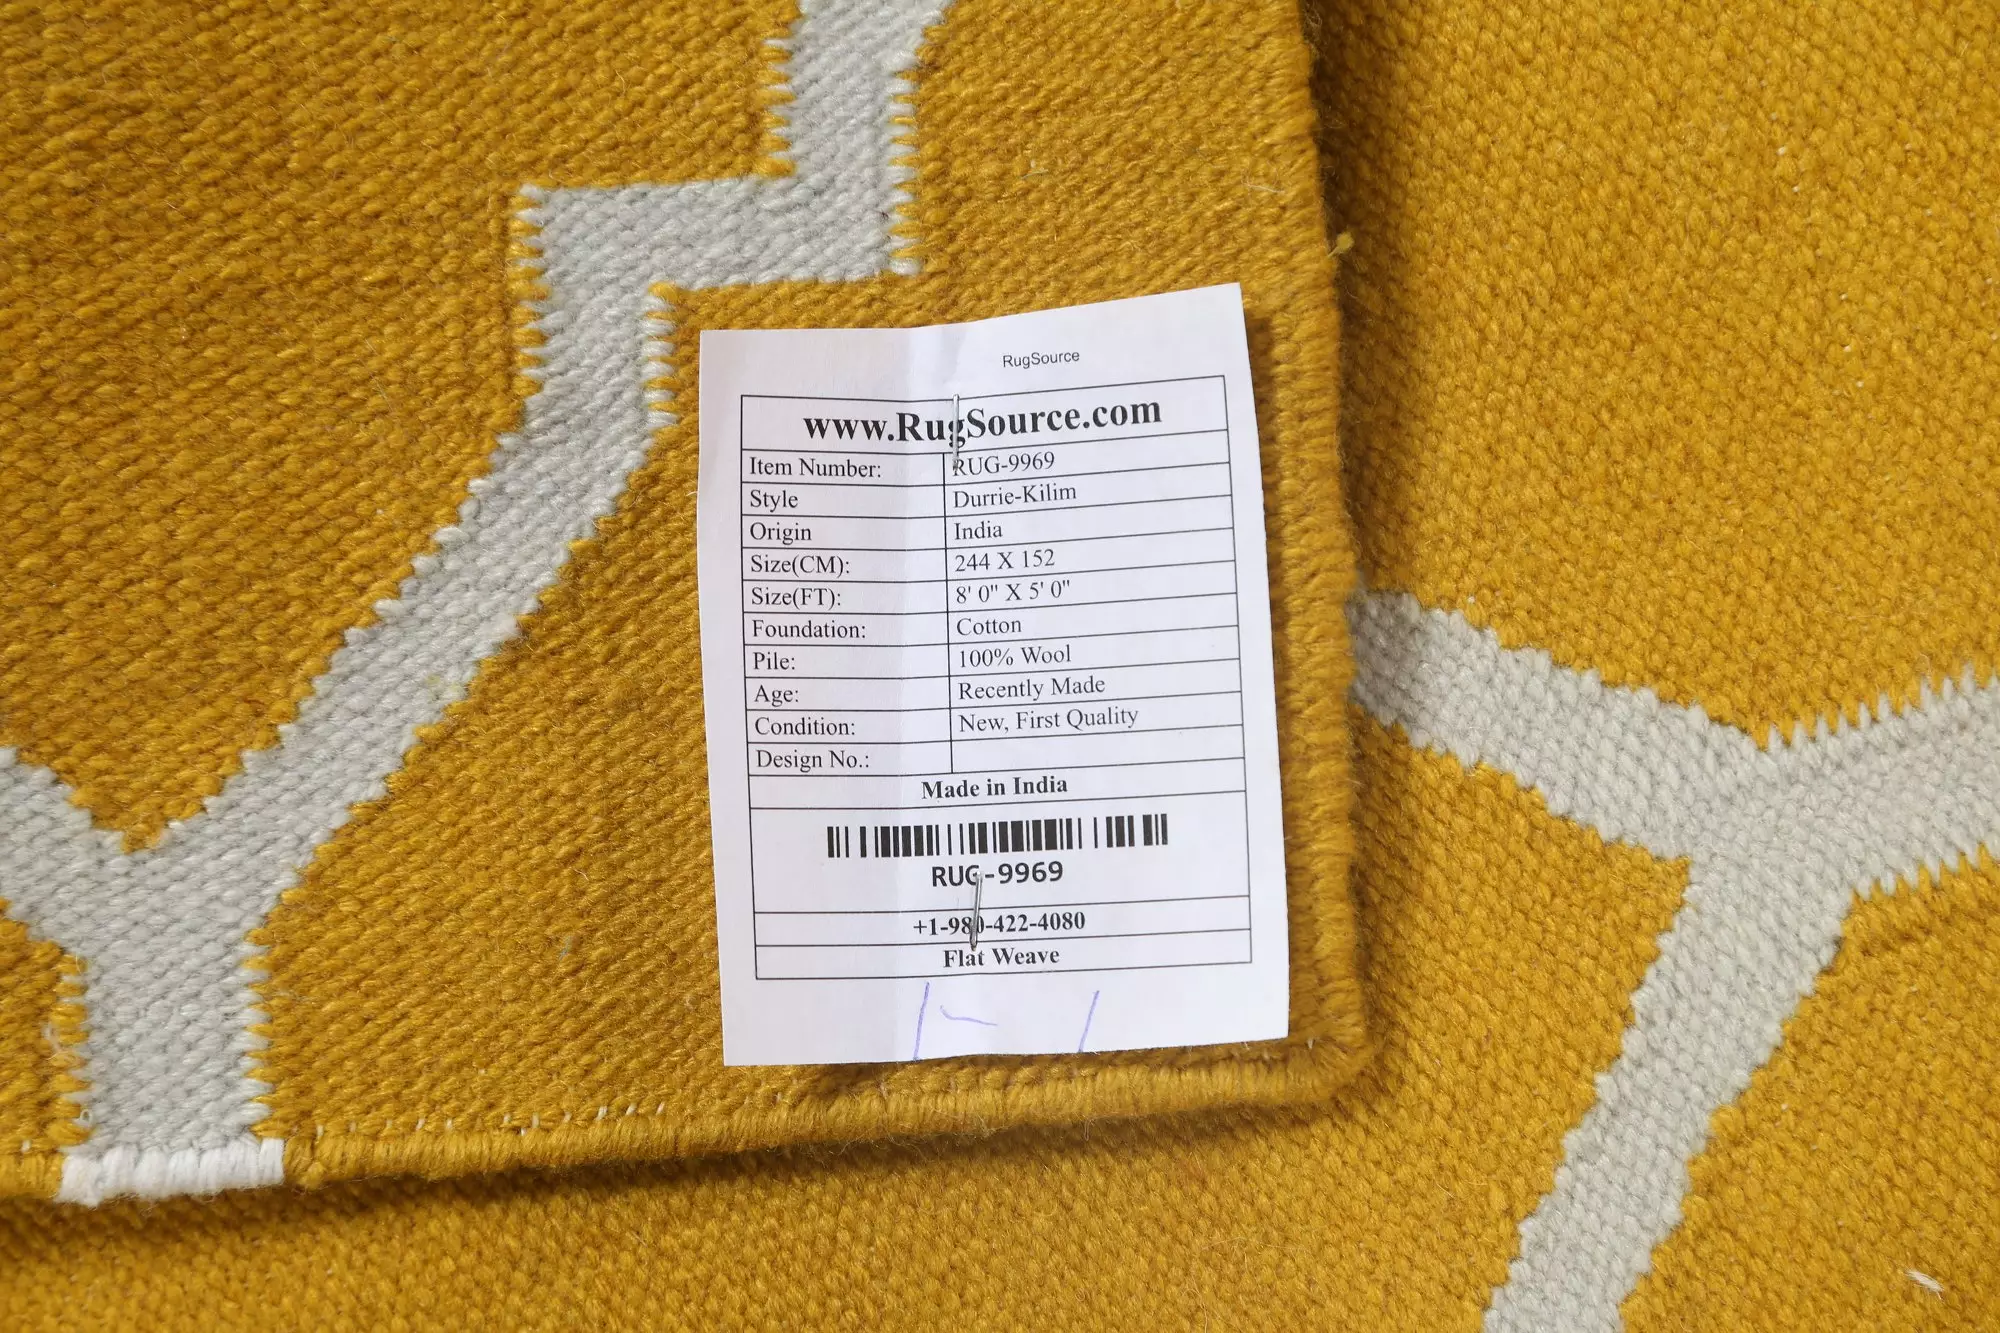 RugSource
www.RugSource.com
Item Number: RUG-9969
Style Durrie-Kilim
Origin India
Size(CM): 244 X 152
Size(FT): 8' 0" X 5' 0"
Foundation: Cotton
Pile: 100% Wool
Age: Recently Made
Condition: New, First Quality
Design No.:
Made in India
RUG-9969
+1-980-422-4080
Flat Weave